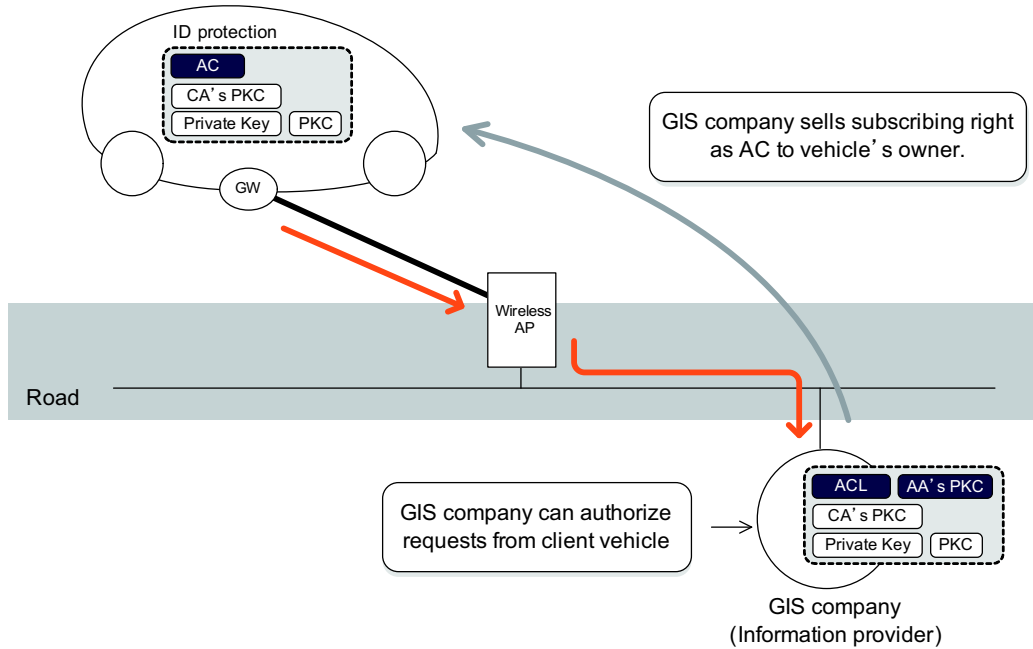 ID protection
AC
CA’s PKC
Private Key
PKC
GW
GIS company sells subscribing right
as AC to vehicle’s owner.
Wireless
AP
Road
GIS company can authorize
requests from client vehicle
ACL
AA’s PKC
CA’s PKC
Private Key
PKC
GIS company
(Information provider)